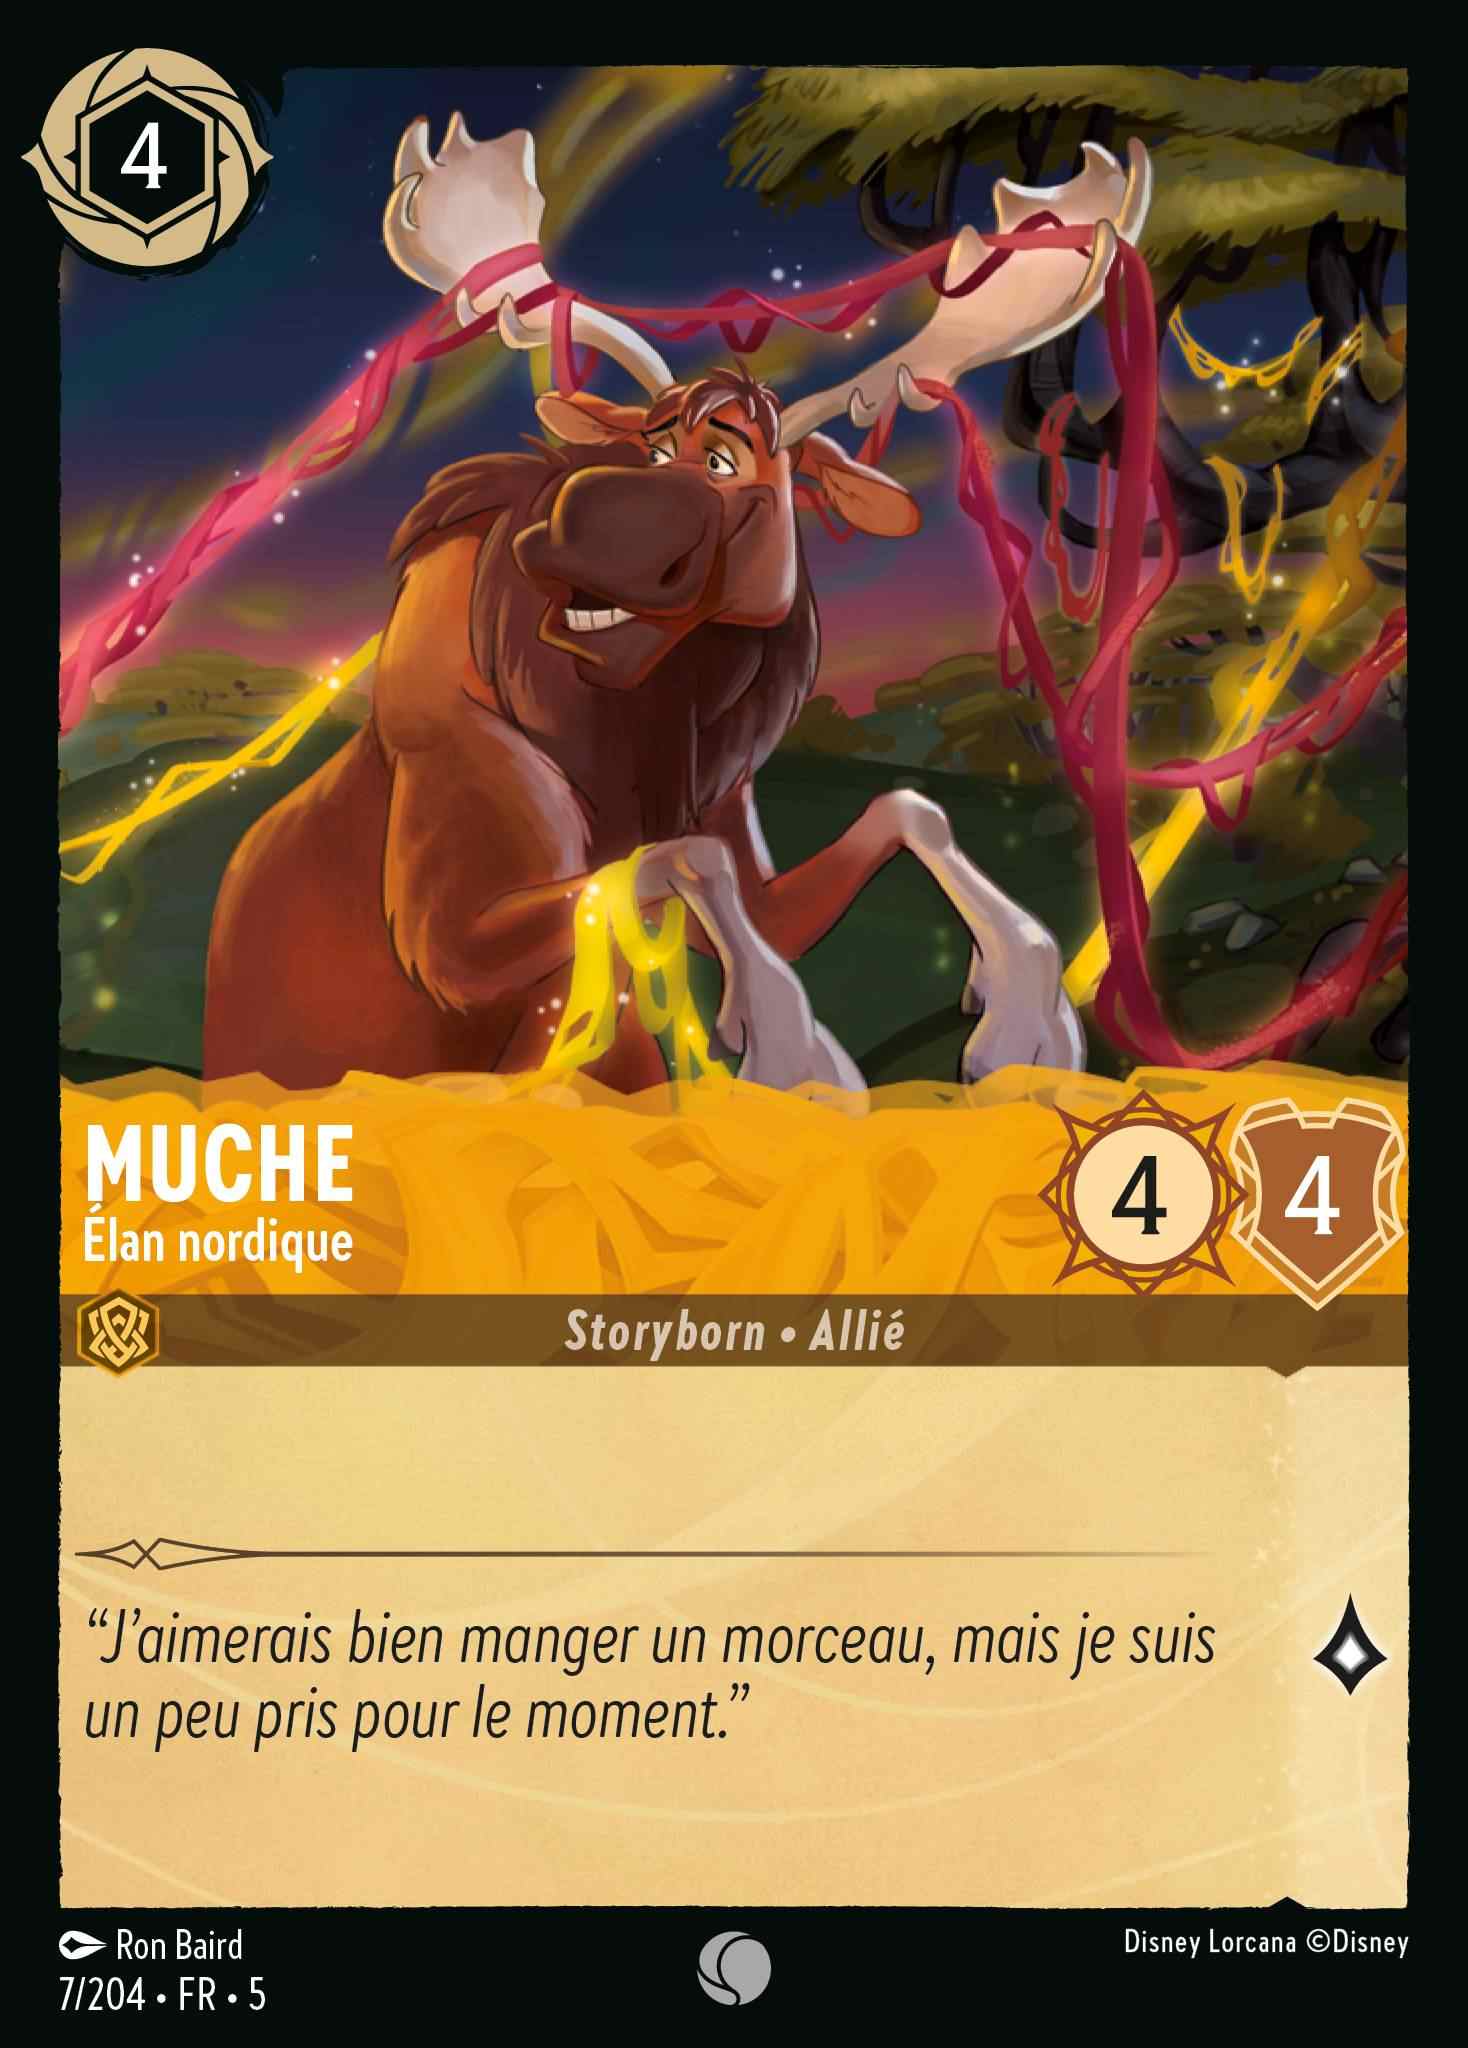 4
MUCHE
Élan nordique
4
4
Storyborn • Allié
“J’aimerais bien manger un morceau, mais je suis
un peu pris pour le moment.”
Ron Baird
Disney Lorcana ©Disney
7/204 • FR • 5